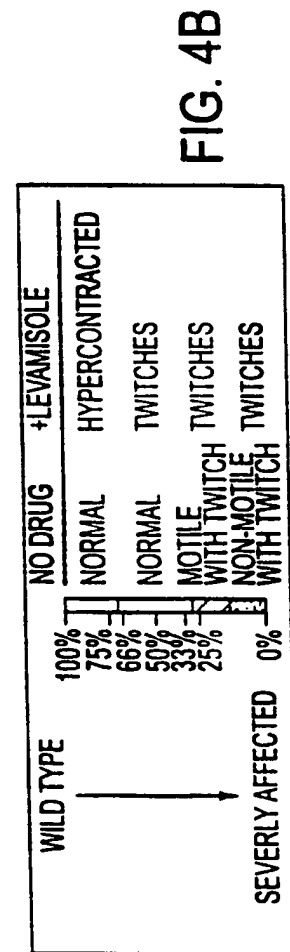 WILD TYPE
SEVERLY AFFECTED
100%
75%
66%
50%
33%
25%
0%
NO DRUG +LEVAMISOLE
NORMAL HYPERCONTRACTED
NORMAL TWITCHES
MOTILE
WITH TWITCH TWITCHES
NON-MOTILE
WITH TWITCH TWITCHES
FIG. 4B